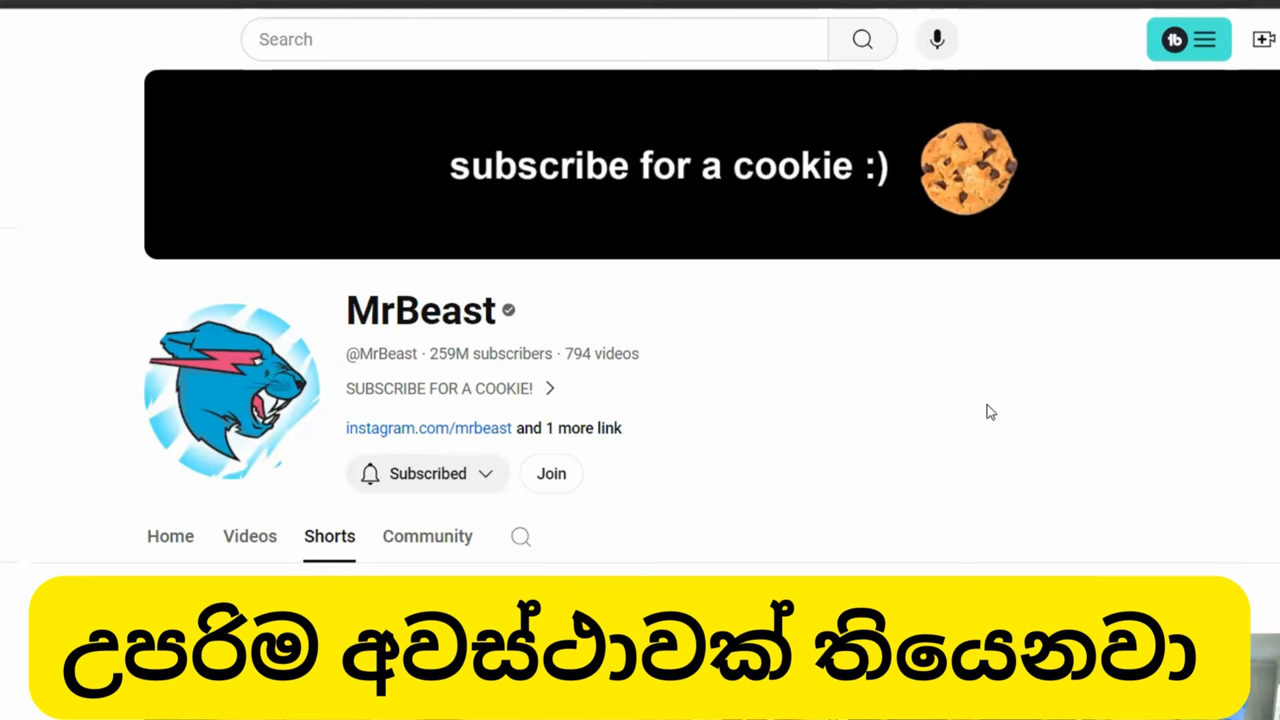 Search
tb
subscribe for a cookie :)
MrBeast
@MrBeast · 259M subscribers · 794 videos
SUBSCRIBE FOR A COOKIE!
instagram.com/mrbeast and 1 more link
Subscribed Join
Home Videos Shorts Community
උපරිම අවස්ථාවක් තියෙනවා